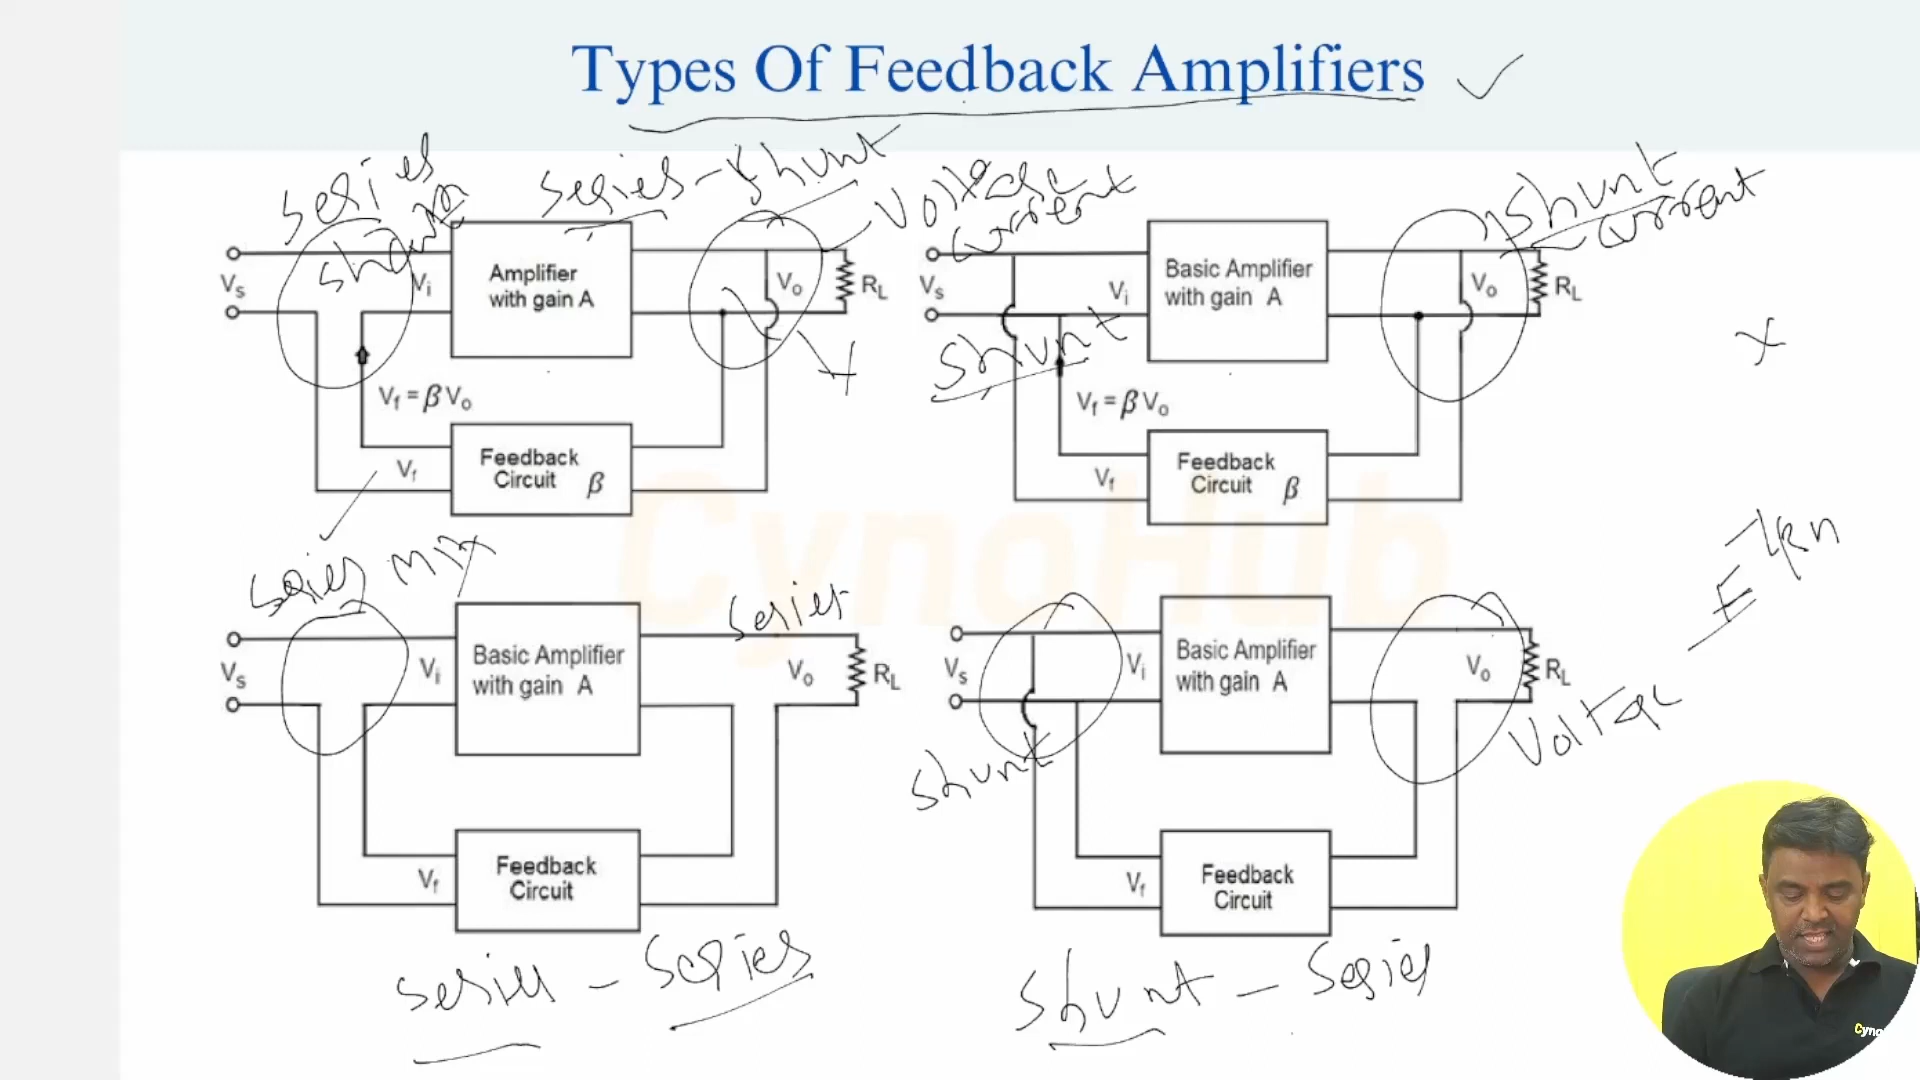 Types Of Feedback Amplifiers
Series
Series - Shunt
Voltage
current
Shunt
current
Vs
Vi
Amplifier
with gain A
Vo
RL
Vf = βVo
Vf
Feedback
Circuit β
Vs
Vi
Basic Amplifier
with gain A
Vo
RL
Shunt
Vf = βVo
Vf
Feedback
Circuit β
CynoHub
Series Mix
Series
Vs
Vi
Basic Amplifier
with gain A
Vo
RL
Vf
Feedback
Circuit
Series - Series
Vs
Vi
Basic Amplifier
with gain A
Vo
RL
Voltage
Shunt
Vf
Feedback
Circuit
Shunt - Series
Cyno